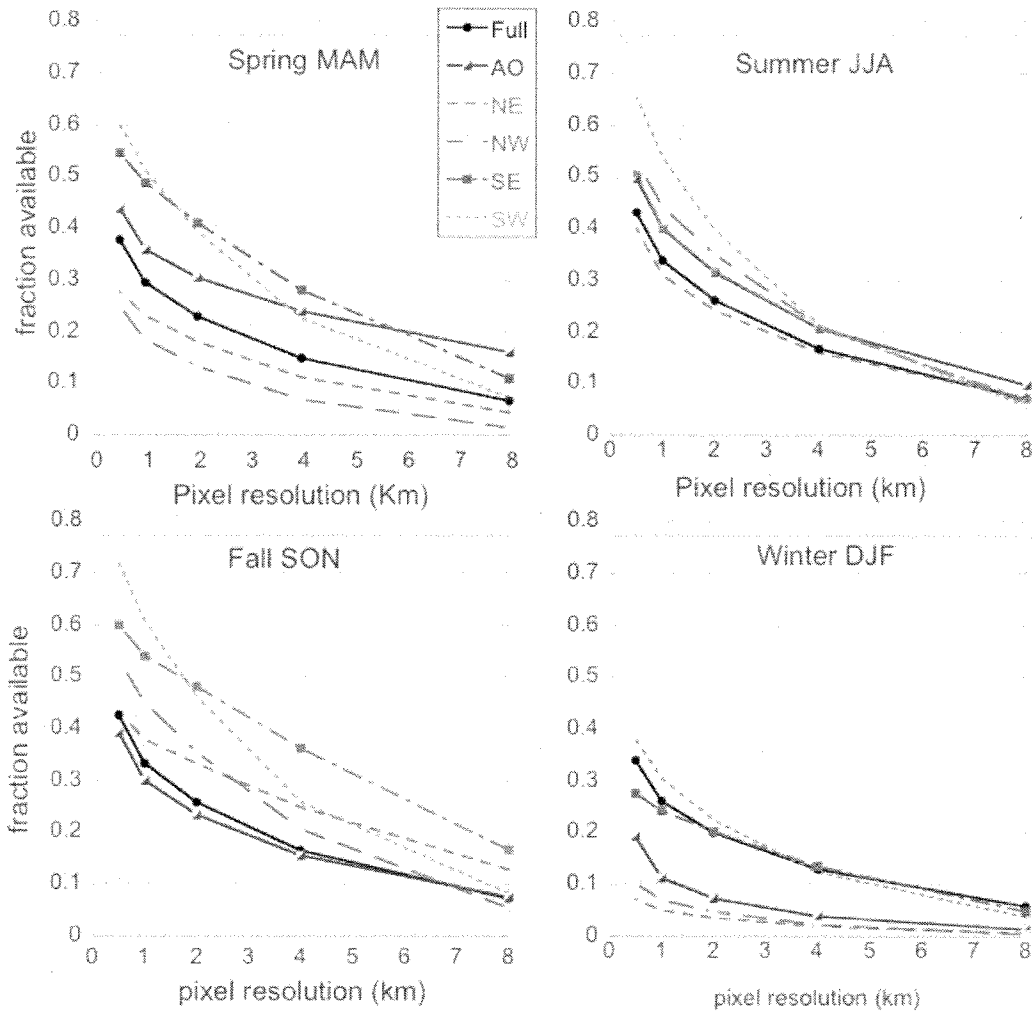 Spring MAM
fraction available
0.8
0.7
0.6
0.5
0.4
0.3
0.2
0.1
0
0 1 2 3 4 5 6 7 8
Pixel resolution (Km)
Full
AO
NE
NW
SE
SW
Summer JJA
0.8
0.7
0.6
0.5
0.4
0.3
0.2
0.1
0
0 1 2 3 4 5 6 7 8
Pixel resolution (km)
Fall SON
fraction available
0.8
0.7
0.6
0.5
0.4
0.3
0.2
0.1
0
0 1 2 3 4 5 6 7 8
pixel resolution (km)
Winter DJF
0.8
0.7
0.6
0.5
0.4
0.3
0.2
0.1
0
0 1 2 3 4 5 6 7 8
pixel resolution (km)